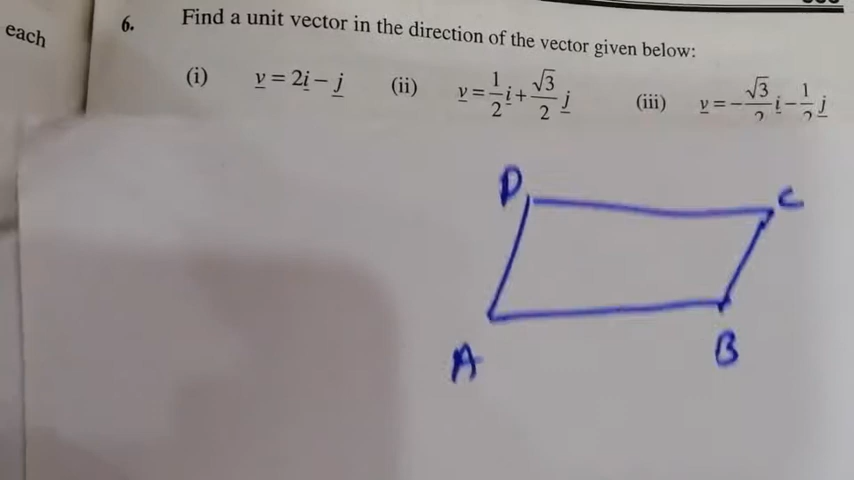 each
6. Find a unit vector in the direction of the vector given below:
(i) v = 2i − j (ii) v = 1/2 i + √3/2 j (iii) v = − √3/2 i − 1/2 j
D C
A B